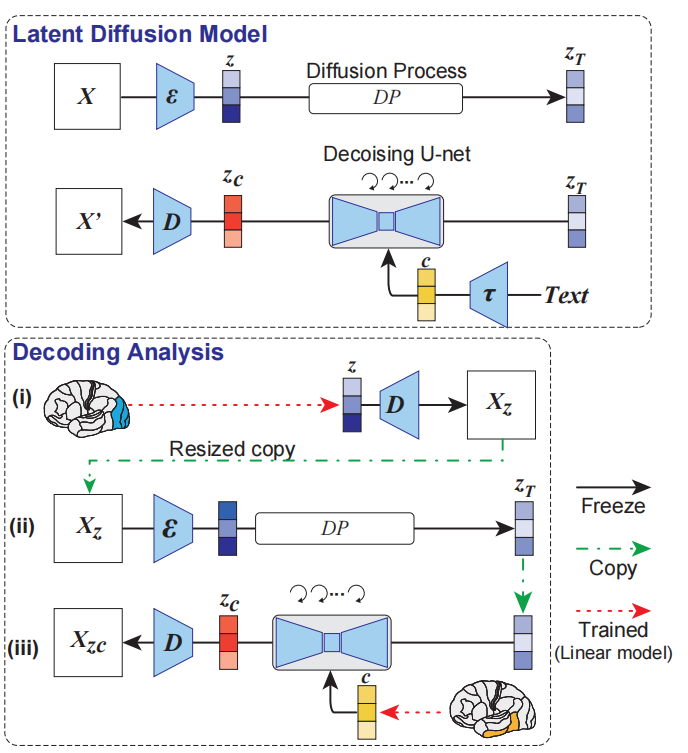 Latent Diffusion Model
z
z_T
Diffusion Process
X
ε
DP
Decoising U-net
z_c
...
z_T
X'
D
c
τ
Text
Decoding Analysis
(i)
z
D
X_z
Resized copy
z_T
(ii)
X_z
ε
DP
Freeze
Copy
...
z_c
(iii)
X_zc
D
Trained
(Linear model)
c